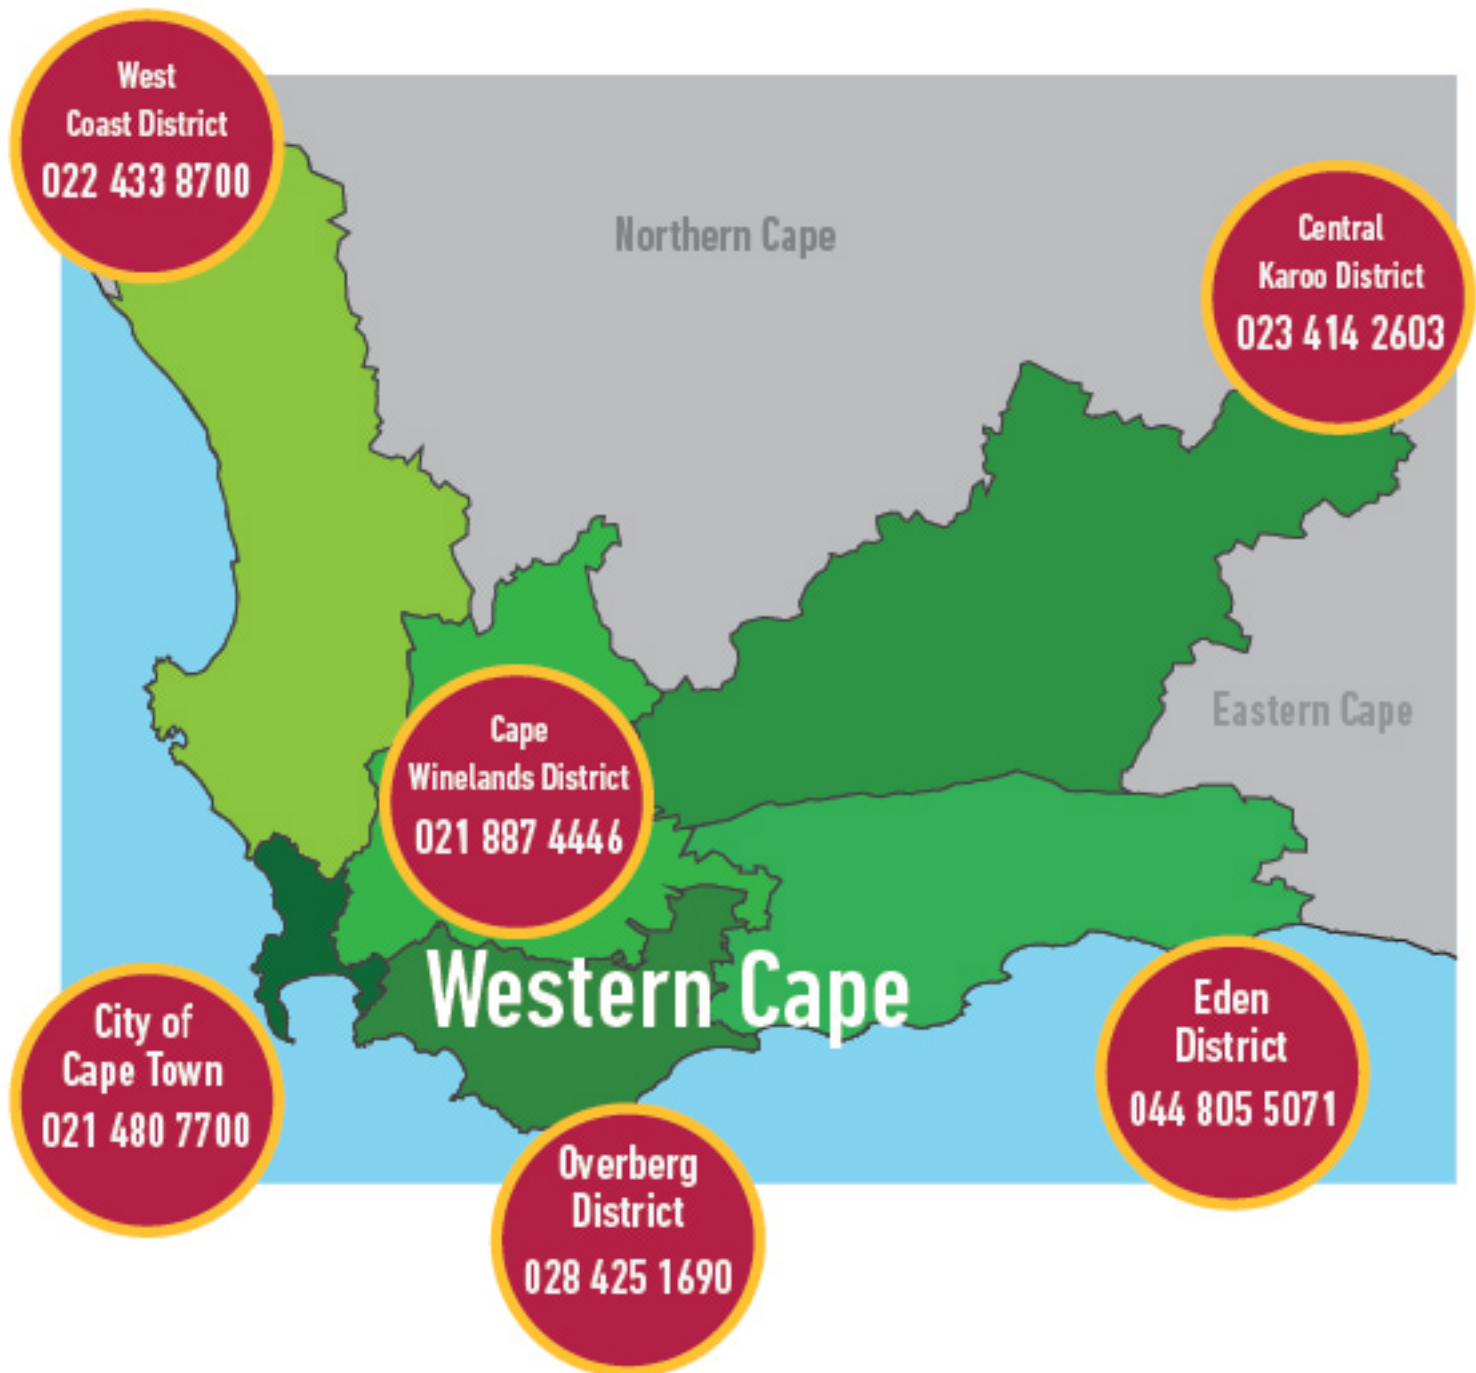 West
Coast District
022 433 8700
Northern Cape
Central
Karoo District
023 414 2603
Cape
Winelands District
021 887 4446
Eastern Cape
Western Cape
City of
Cape Town
021 480 7700
Eden
District
044 805 5071
Overberg
District
028 425 1690